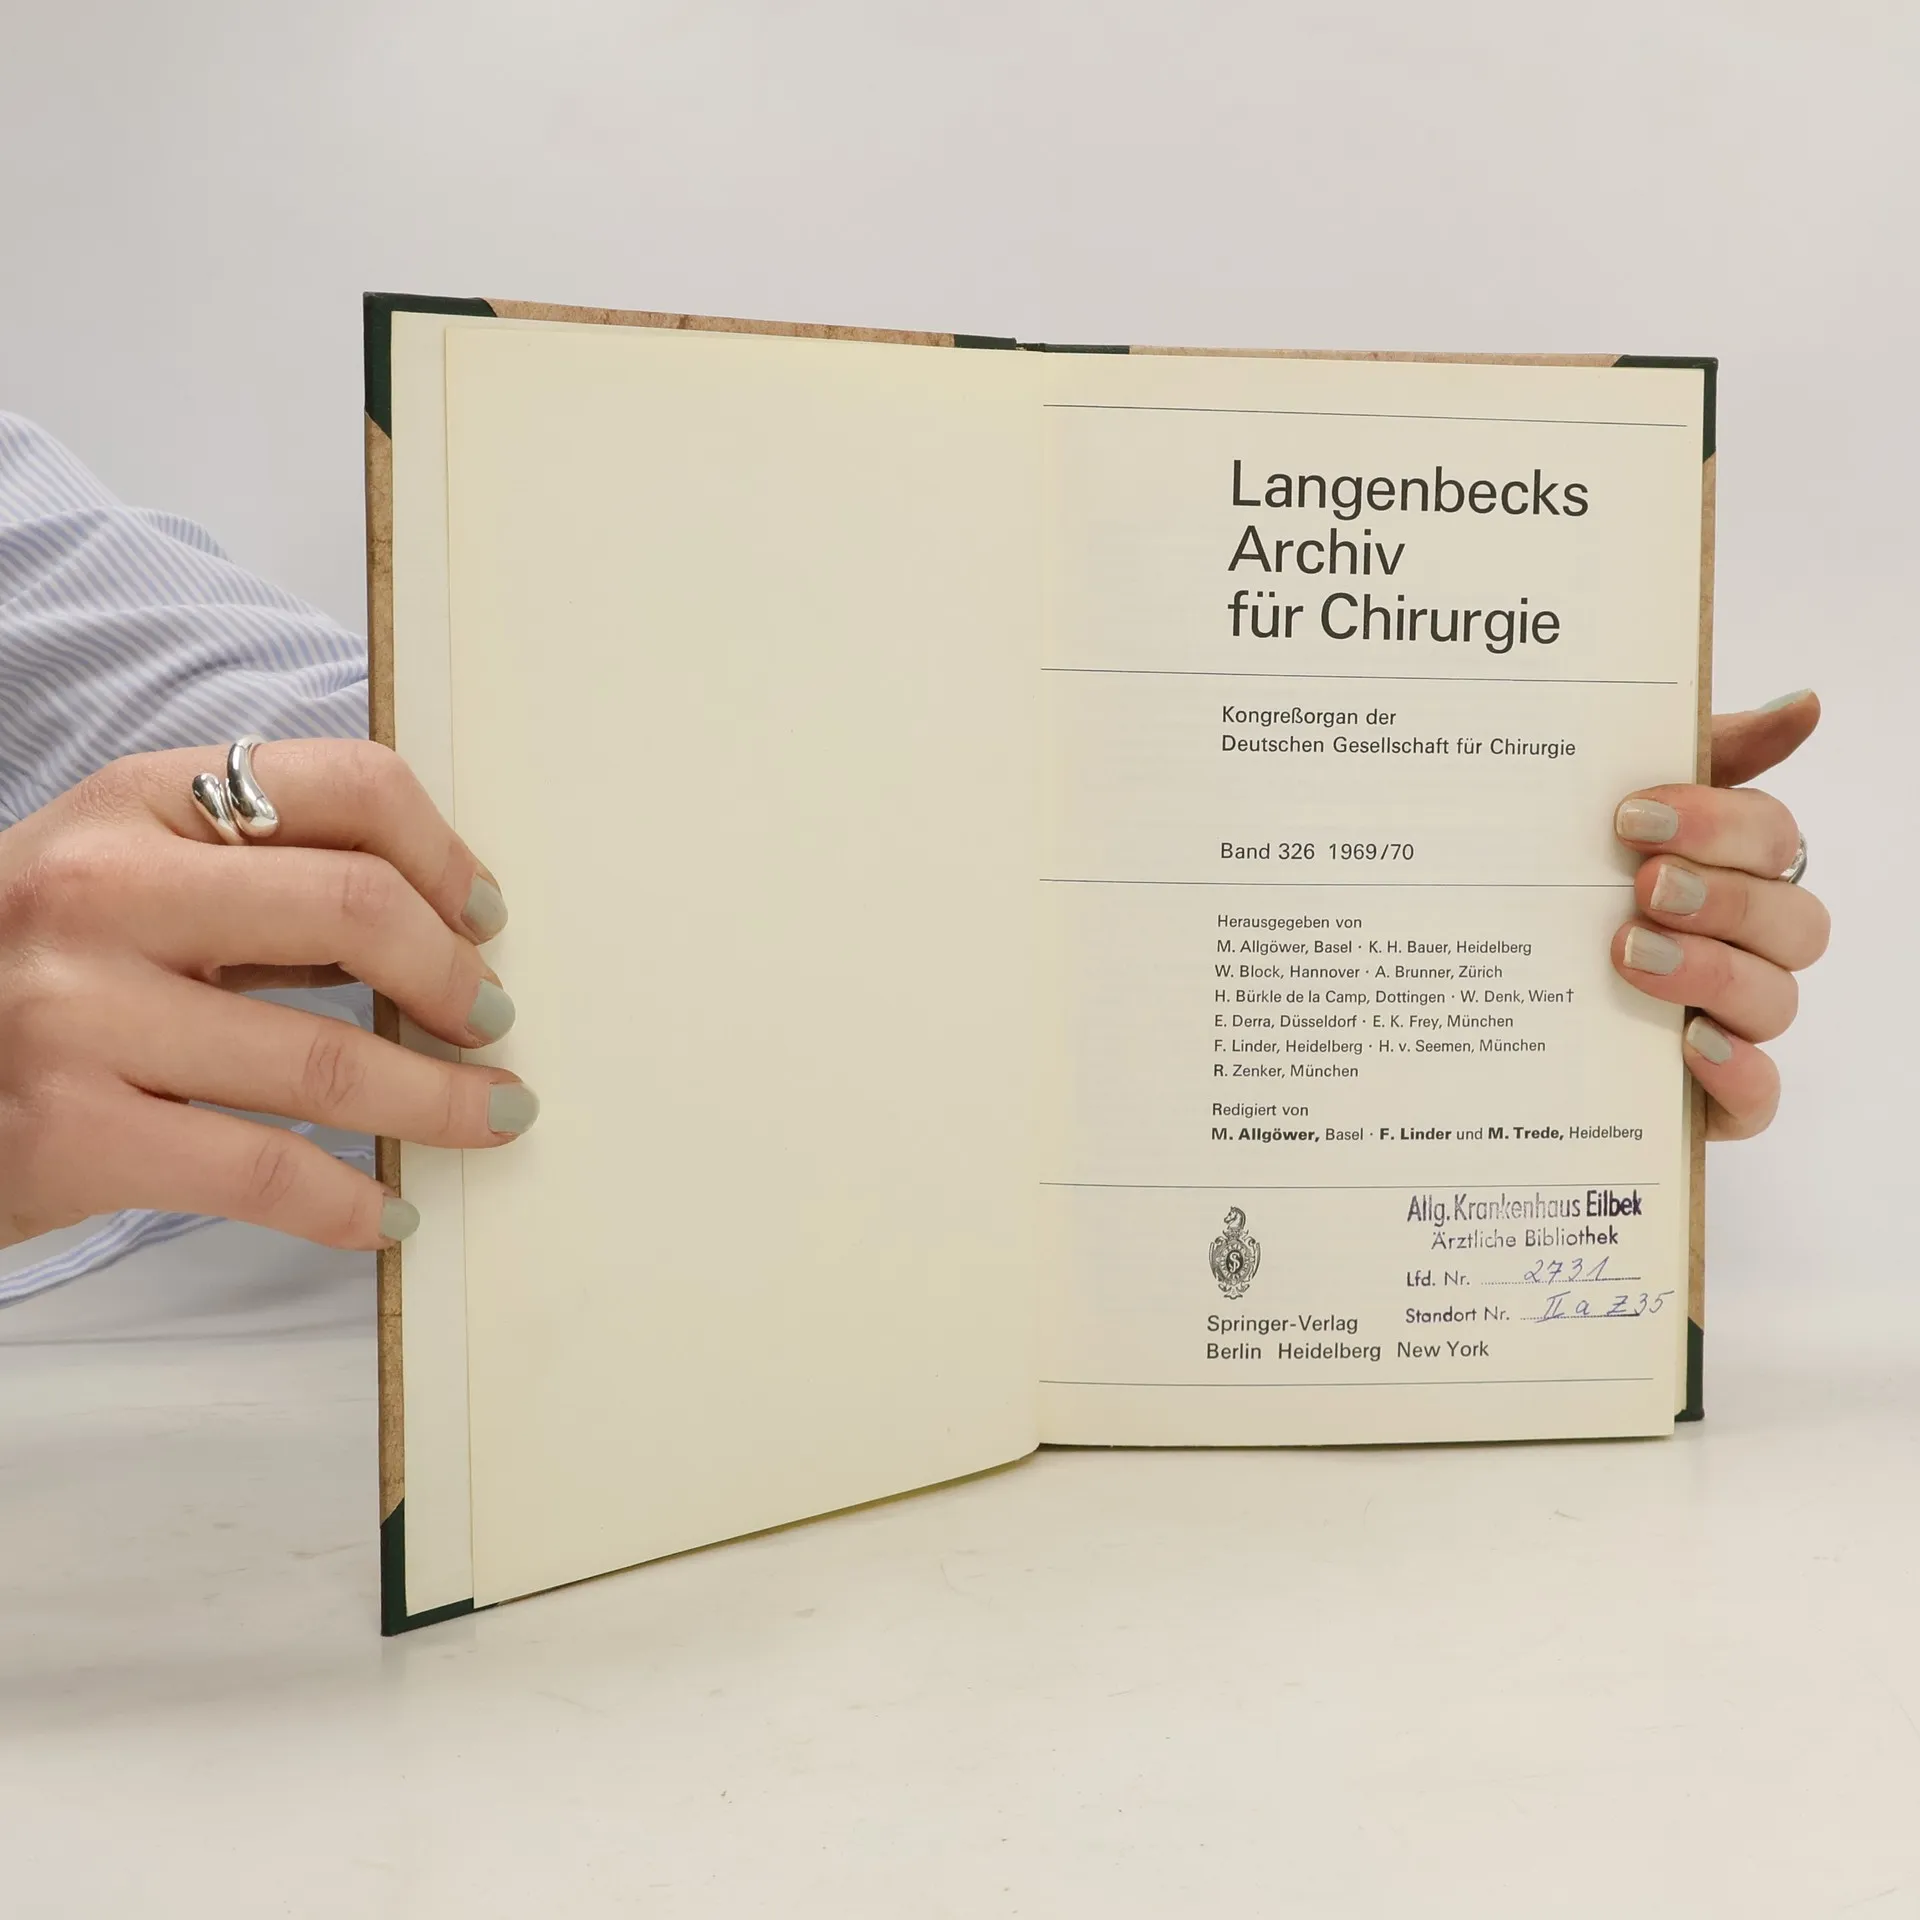 Langenbecks
Archiv
für Chirurgie
Kongreßorgan der
Deutschen Gesellschaft für Chirurgie
Band 326 1969/70
Herausgegeben von
M. Allgöwer, Basel · K. H. Bauer, Heidelberg
W. Block, Hannover · A. Brunner, Zürich
H. Bürkle de la Camp, Dottingen · W. Denk, Wien†
E. Derra, Düsseldorf · E. K. Frey, München
F. Linder, Heidelberg · H. v. Seemen, München
R. Zenker, München
Redigiert von
M. Allgöwer, Basel · F. Linder und M. Trede, Heidelberg
Allg. Krankenhaus Eilbek
Ärztliche Bibliothek
Lfd. Nr. 2731
Standort Nr. II a Z35
Springer-Verlag
Berlin Heidelberg New York